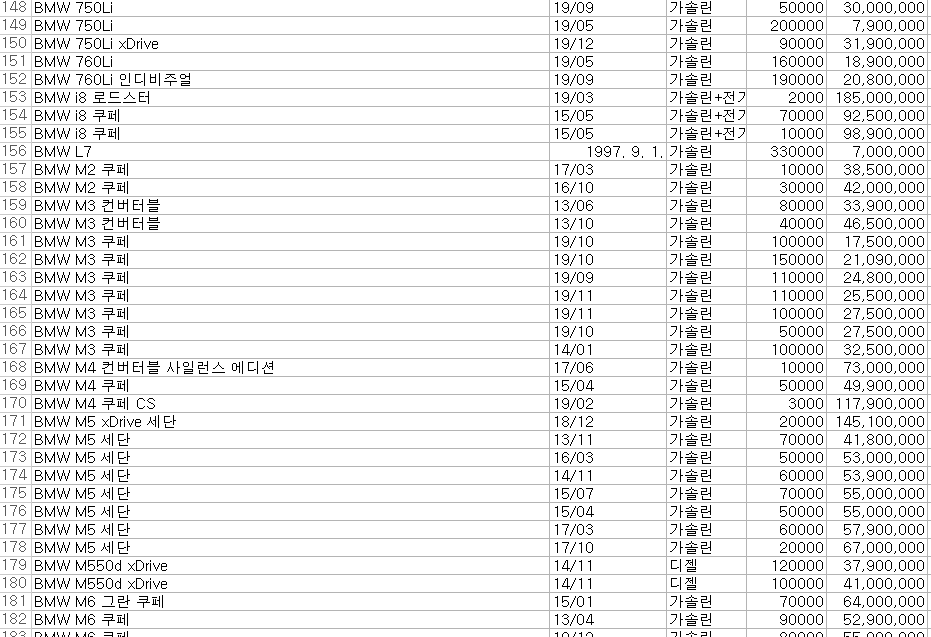 148 BMW 750Li 19/09 가솔린 50000 30,000,000
149 BMW 750Li 19/05 가솔린 200000 7,900,000
150 BMW 750Li xDrive 19/12 가솔린 90000 31,900,000
151 BMW 760Li 19/05 가솔린 160000 18,900,000
152 BMW 760Li 인디비주얼 19/09 가솔린 190000 20,800,000
153 BMW i8 로드스터 19/03 가솔린+전기 2000 185,000,000
154 BMW i8 쿠페 15/05 가솔린+전기 70000 92,500,000
155 BMW i8 쿠페 15/05 가솔린+전기 10000 98,900,000
156 BMW L7 1997. 9. 1. 가솔린 330000 7,000,000
157 BMW M2 쿠페 17/03 가솔린 10000 38,500,000
158 BMW M2 쿠페 16/10 가솔린 30000 42,000,000
159 BMW M3 컨버터블 13/06 가솔린 80000 33,900,000
160 BMW M3 컨버터블 13/10 가솔린 40000 46,500,000
161 BMW M3 쿠페 19/10 가솔린 100000 17,500,000
162 BMW M3 쿠페 19/10 가솔린 150000 21,090,000
163 BMW M3 쿠페 19/09 가솔린 110000 24,800,000
164 BMW M3 쿠페 19/11 가솔린 110000 25,500,000
165 BMW M3 쿠페 19/11 가솔린 100000 27,500,000
166 BMW M3 쿠페 19/10 가솔린 50000 27,500,000
167 BMW M3 쿠페 14/01 가솔린 100000 32,500,000
168 BMW M4 컨버터블 사일런스 에디션 17/06 가솔린 10000 73,000,000
169 BMW M4 쿠페 15/04 가솔린 50000 49,900,000
170 BMW M4 쿠페 CS 19/02 가솔린 3000 117,900,000
171 BMW M5 xDrive 세단 18/12 가솔린 20000 145,100,000
172 BMW M5 세단 13/11 가솔린 70000 41,800,000
173 BMW M5 세단 16/03 가솔린 50000 53,000,000
174 BMW M5 세단 14/11 가솔린 60000 53,900,000
175 BMW M5 세단 15/07 가솔린 70000 55,000,000
176 BMW M5 세단 15/04 가솔린 50000 55,000,000
177 BMW M5 세단 17/03 가솔린 60000 57,900,000
178 BMW M5 세단 17/10 가솔린 20000 67,000,000
179 BMW M550d xDrive 14/11 디젤 120000 37,900,000
180 BMW M550d xDrive 14/11 디젤 100000 41,000,000
181 BMW M6 그란 쿠페 15/01 가솔린 70000 64,000,000
182 BMW M6 쿠페 13/04 가솔린 90000 52,900,000
183 BMW M6 쿠페